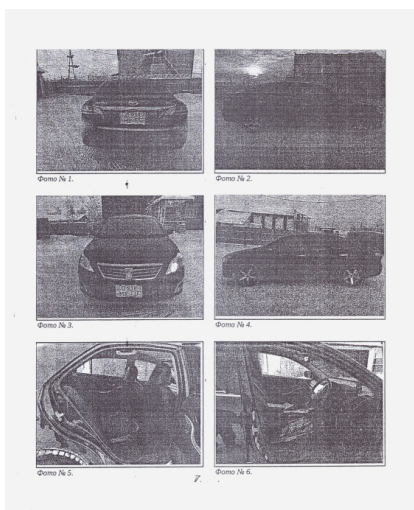 Фото № 1.
Фото № 2.
Фото № 3.
Фото № 4.
Фото № 5.
Фото № 6.
7.